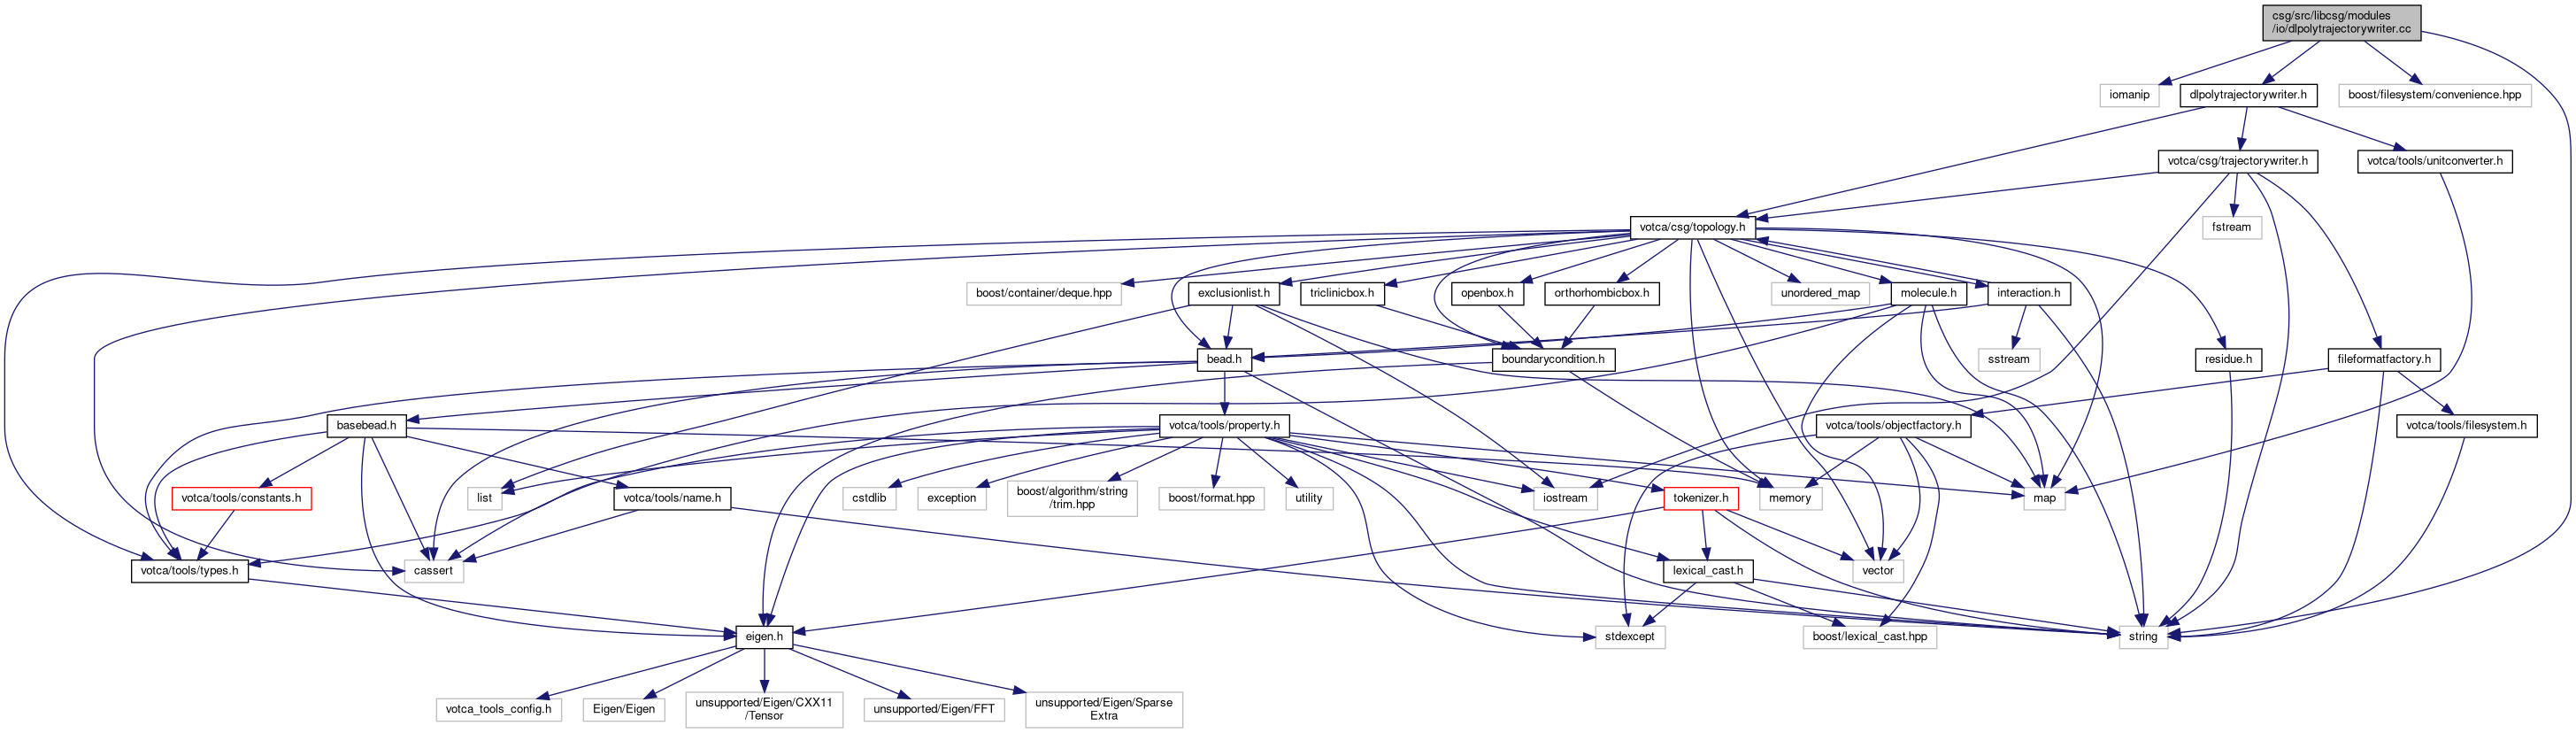 csg/src/libcsg/modules
/io/dlpolytrajectorywriter.cc
iomanip
dlpolytrajectorywriter.h
boost/filesystem/convenience.hpp
votca/csg/trajectorywriter.h
votca/tools/unitconverter.h
votca/csg/topology.h
fstream
boost/container/deque.hpp
exclusionlist.h
triclinicbox.h
openbox.h
orthorhombicbox.h
unordered_map
molecule.h
interaction.h
bead.h
boundarycondition.h
sstream
residue.h
fileformatfactory.h
basebead.h
votca/tools/property.h
votca/tools/objectfactory.h
votca/tools/filesystem.h
votca/tools/constants.h
votca/tools/name.h
list
cstdlib
exception
boost/algorithm/string
/trim.hpp
boost/format.hpp
utility
iostream
tokenizer.h
memory
map
votca/tools/types.h
cassert
lexical_cast.h
vector
eigen.h
stdexcept
boost/lexical_cast.hpp
string
votca_tools_config.h
Eigen/Eigen
unsupported/Eigen/CXX11
/Tensor
unsupported/Eigen/FFT
unsupported/Eigen/Sparse
Extra